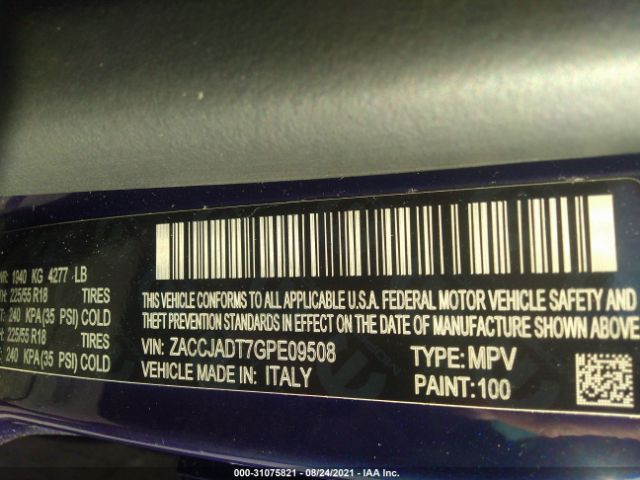 1940 KG 4277 LB
225/55 R18 TIRES
240 KPA(35 PSI) COLD
225/55 R18 TIRES
240 KPA(35 PSI) COLD
THIS VEHICLE CONFORMS TO ALL APPLICABLE U.S.A. FEDERAL MOTOR VEHICLE SAFETY AND
THEFT PREVENTION STANDARDS IN EFFECT ON THE DATE OF MANUFACTURE SHOWN ABOVE
VIN: ZACCJADT7GPE09508 TYPE: MPV
VEHICLE MADE IN: ITALY PAINT: 100
000-31075821 - 08/24/2021 - IAA Inc.